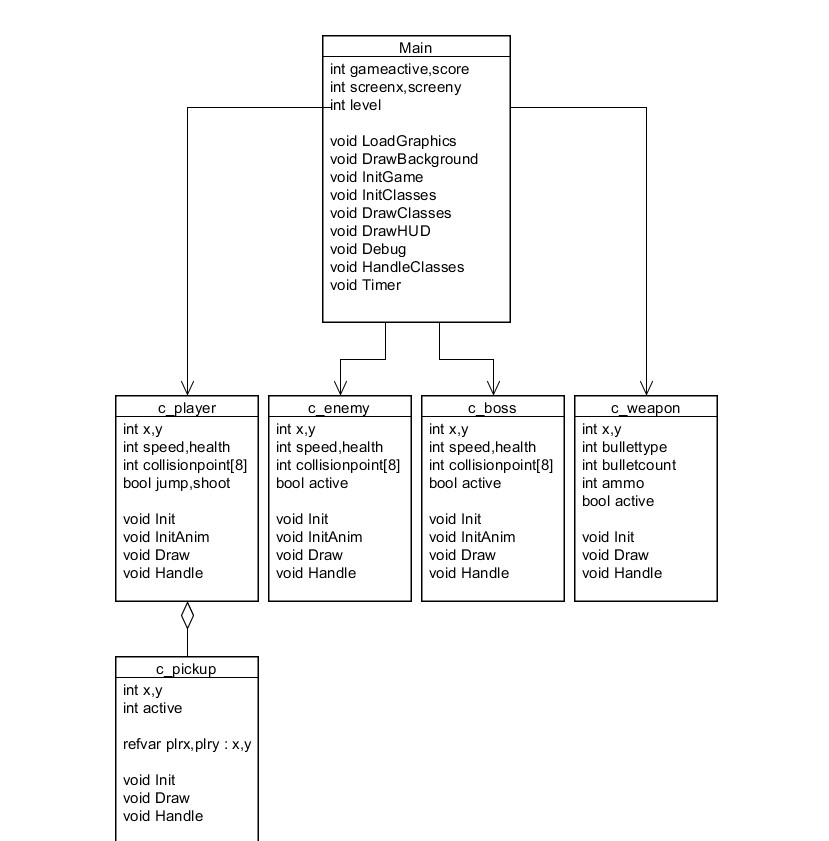 Main
int gameactive,score
int screenx,screeny
int level
void LoadGraphics
void DrawBackground
void InitGame
void InitClasses
void DrawClasses
void DrawHUD
void Debug
void HandleClasses
void Timer
c_player
int x,y
int speed,health
int collisionpoint[8]
bool jump,shoot
void Init
void InitAnim
void Draw
void Handle
c_enemy
int x,y
int speed,health
int collisionpoint[8]
bool active
void Init
void InitAnim
void Draw
void Handle
c_boss
int x,y
int speed,health
int collisionpoint[8]
bool active
void Init
void InitAnim
void Draw
void Handle
c_weapon
int x,y
int bullettype
int bulletcount
int ammo
bool active
void Init
void Draw
void Handle
c_pickup
int x,y
int active
refvar plrx,plry : x,y
void Init
void Draw
void Handle